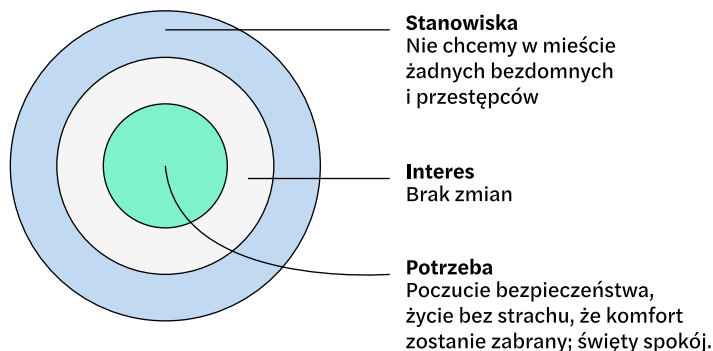 Stanowiska
Nie chcemy w mieście
żadnych bezdomnych
i przestępców
Interes
Brak zmian
Potrzeba
Poczucie bezpieczeństwa,
życie bez strachu, że komfort
zostanie zabrany; święty spokój.